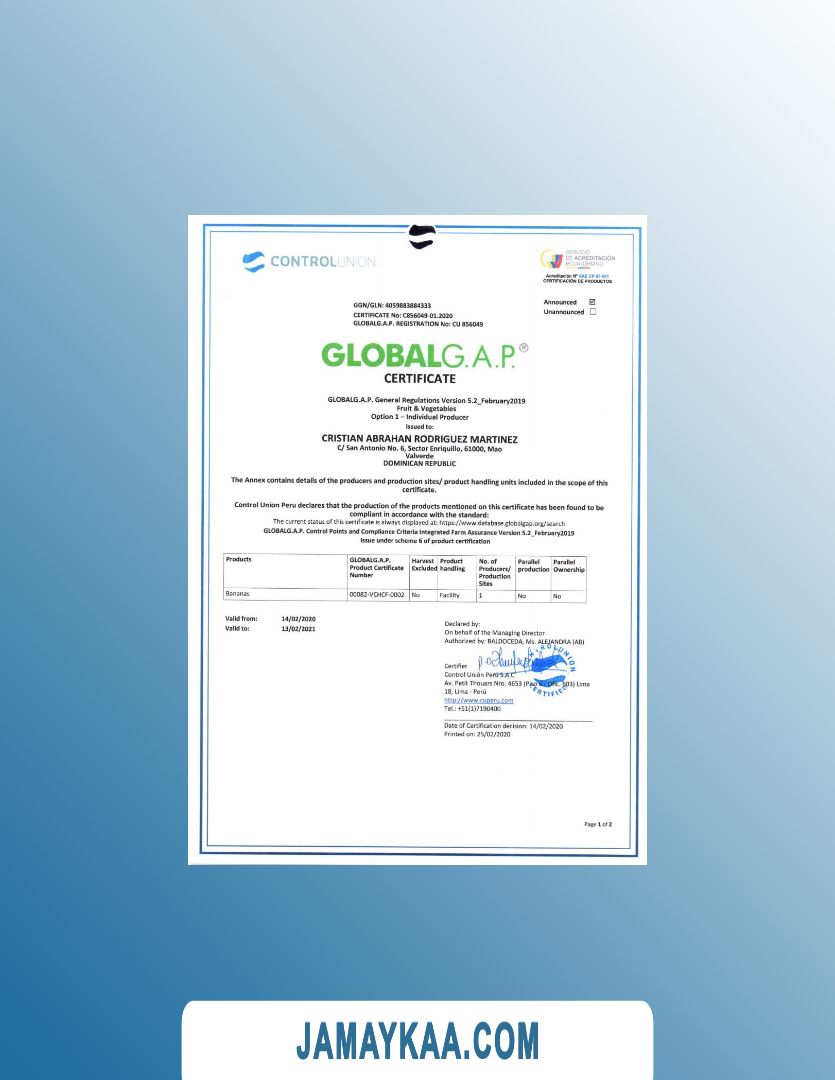 CONTROLUNION
SERVICIO
DE ACREDITACIÓN
ECUATORIANO
Acreditación N° SAE CP 07-001
CERTIFICACIÓN DE PRODUCTOS
Announced ☑
Unannounced ☐
GGN/GLN: 4059883884333
CERTIFICATE No: C856049-01.2020
GLOBALG.A.P. REGISTRATION No: CU 856049
GLOBALG.A.P.®
CERTIFICATE
GLOBALG.A.P. General Regulations Version 5.2_February2019
Fruit & Vegetables
Option 1 – Individual Producer
Issued to:
CRISTIAN ABRAHAN RODRIGUEZ MARTINEZ
C/ San Antonio No. 6, Sector Enriquillo, 61000, Mao
Valverde
DOMINICAN REPUBLIC
The Annex contains details of the producers and production sites/ product handling units included in the scope of this
certificate.
Control Union Peru declares that the production of the products mentioned on this certificate has been found to be
compliant in accordance with the standard:
The current status of this certificate is always displayed at: https://www.database.globalgap.org/search
GLOBALG.A.P. Control Points and Compliance Criteria Integrated Farm Assurance Version 5.2_February2019
Issue under scheme 6 of product certification
Products
GLOBALG.A.P.
Product Certificate
Number
Harvest
Excluded
Product
handling
No. of
Producers/
Production
Sites
Parallel
production
Parallel
Ownership
Bananas 00082-VCHCF-0002 No Facility 1 No No
Valid from: 14/02/2020
Valid to: 13/02/2021
Declared by:
On behalf of the Managing Director
Authorized by: BALDOCEDA, Ms. ALEJANDRA (AB)
Certifier
Control Unión Perú S.A.C
Av. Petit Thouars Nro. 4653 (Piso 6 - Ofic. 603) Lima
18, Lima - Perú
http://www.cuperu.com
Tel.: +51(1)7190400
CERTIFIED
Date of Certification decision: 14/02/2020
Printed on: 25/02/2020
Page 1 of 2
JAMAYKAA.COM